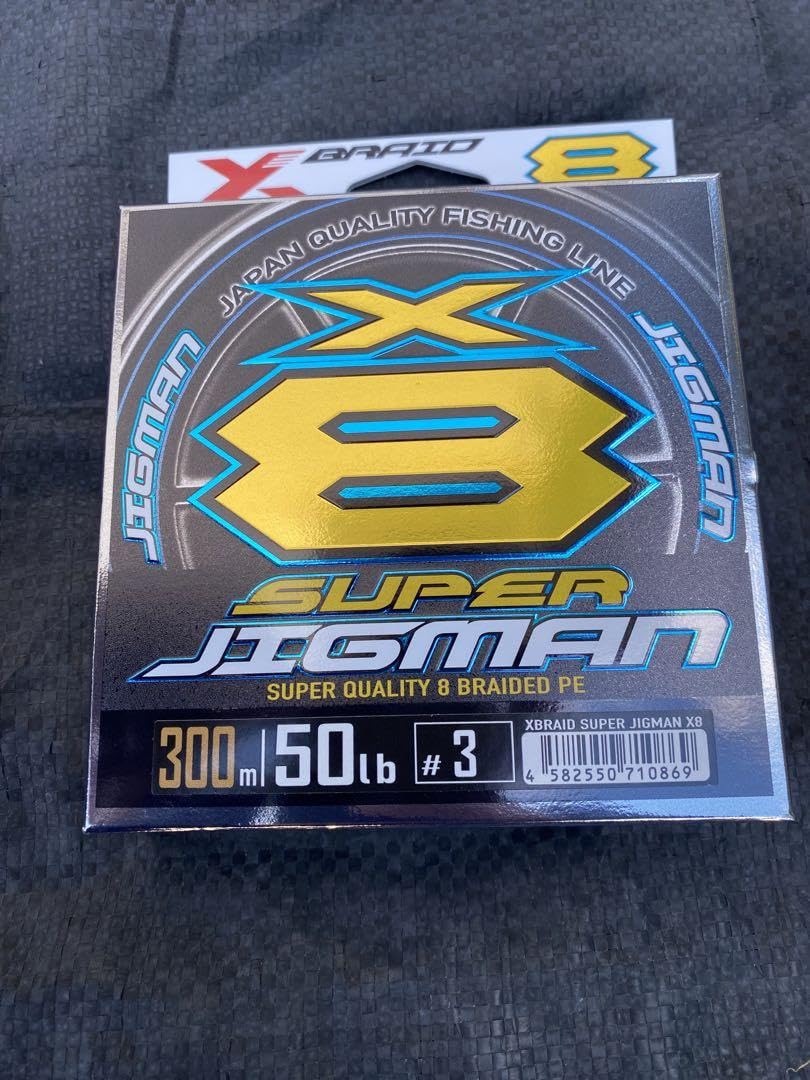 X BRAID 8
JAPAN QUALITY FISHING LINE
X
8
JIGMAN
JIGMAN
SUPER
JIGMAN
SUPER QUALITY 8 BRAIDED PE
300m 50lb #3
XBRAID SUPER JIGMAN X8
4 582550 710869